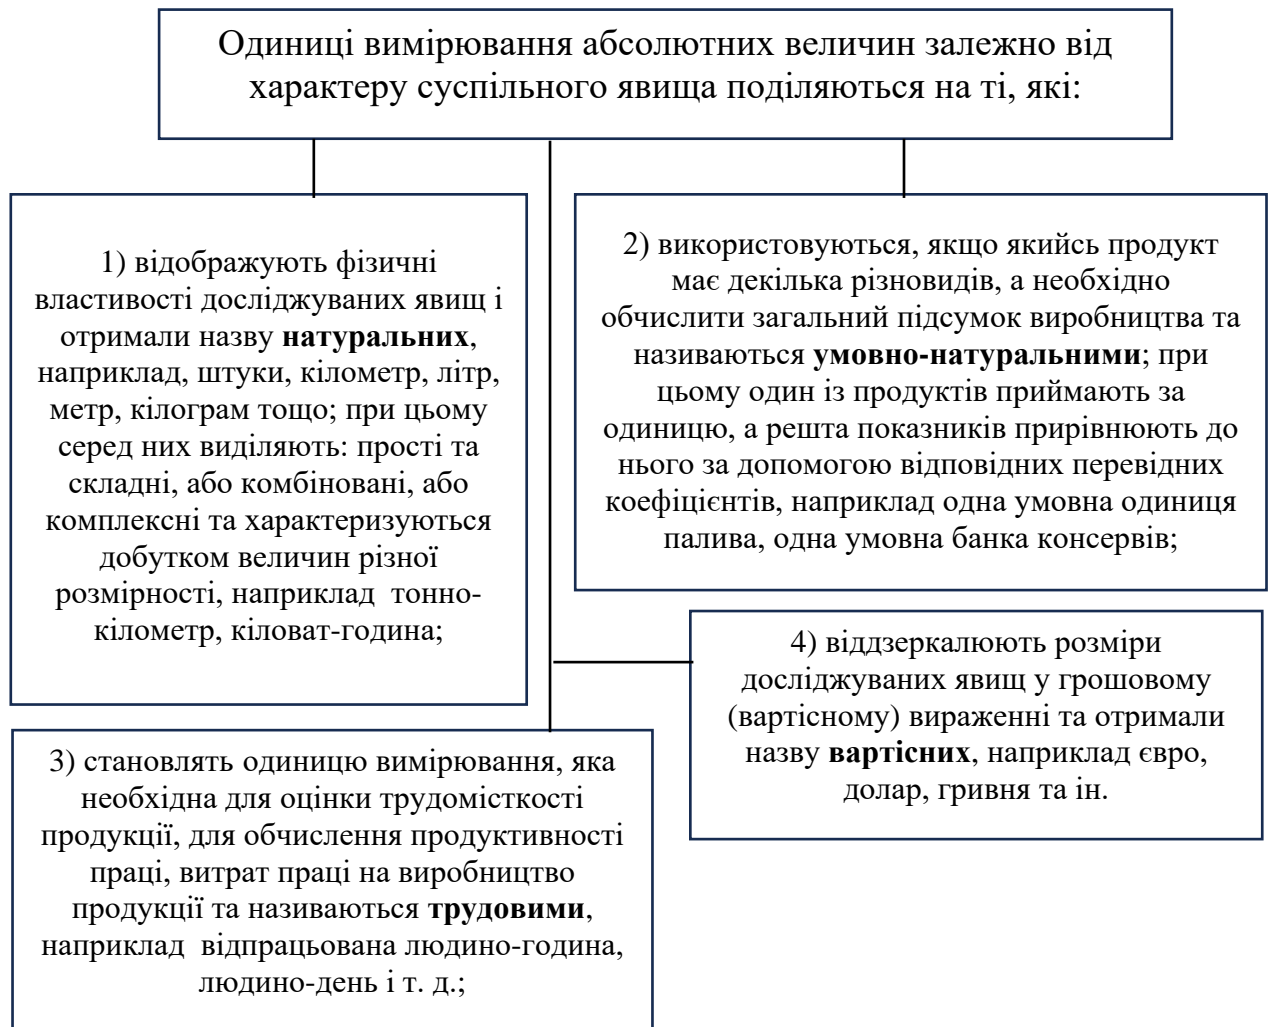 Одиниці вимірювання абсолютних величин залежно від
характеру суспільного явища поділяються на ті, які:
1) відображують фізичні
властивості досліджуваних явищ і
отримали назву натуральних,
наприклад, штуки, кілометр, літр,
метр, кілограм тощо; при цьому
серед них виділяють: прості та
складні, або комбіновані, або
комплексні та характеризуються
добутком величин різної
розмірності, наприклад тонно-
кілометр, кіловат-година;
2) використовуються, якщо якийсь продукт
має декілька різновидів, а необхідно
обчислити загальний підсумок виробництва та
називаються умовно-натуральними; при
цьому один із продуктів приймають за
одиницю, а решта показників прирівнюють до
нього за допомогою відповідних перевідних
коефіцієнтів, наприклад одна умовна одиниця
палива, одна умовна банка консервів;
3) становлять одиницю вимірювання, яка
необхідна для оцінки трудомісткості
продукції, для обчислення продуктивності
праці, витрат праці на виробництво
продукції та називаються трудовими,
наприклад відпрацьована людино-година,
людино-день і т. д.;
4) віддзеркалюють розміри
досліджуваних явищ у грошовому
(вартісному) вираженні та отримали
назву вартісних, наприклад євро,
долар, гривня та ін.